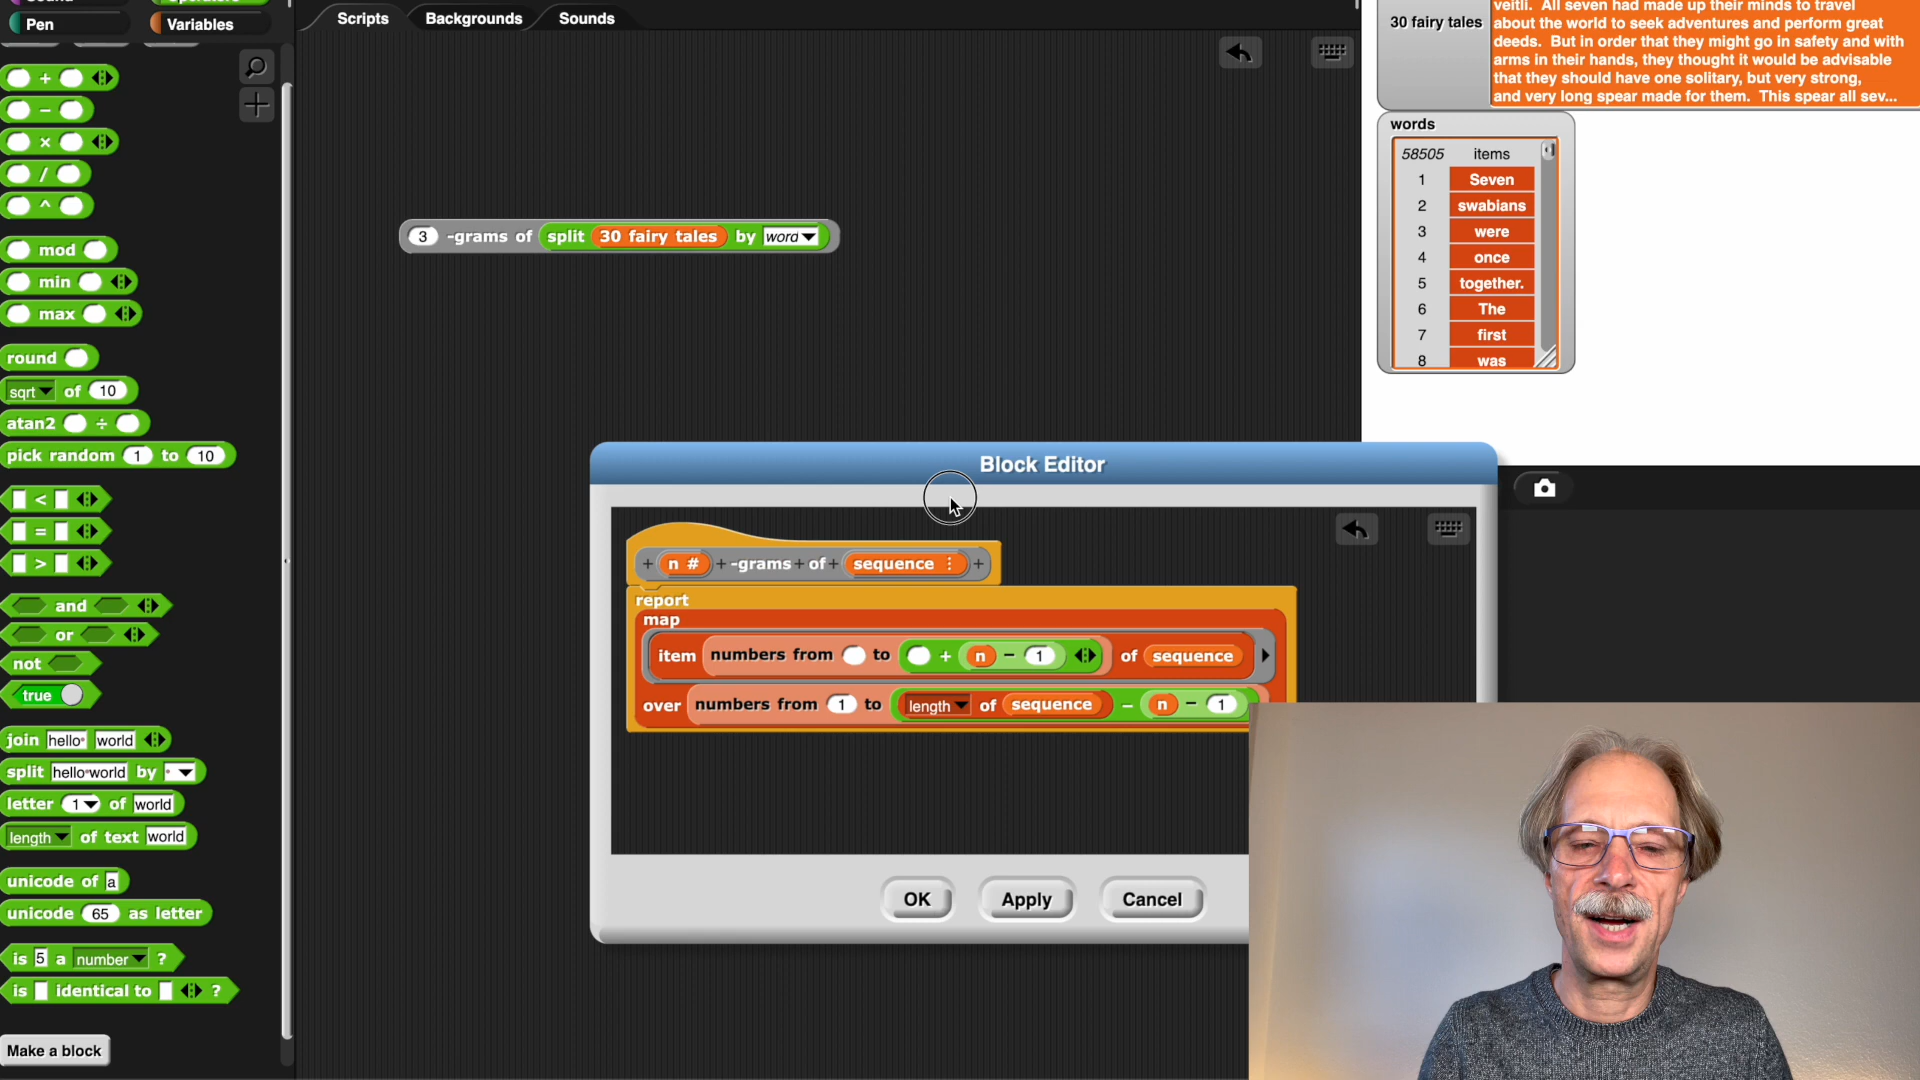 Pen
Variables
+
−
×
/
^
mod
min
max
round
sqrt of 10
atan2 ÷
pick random 1 to 10
<
=
>
and
or
not
true
join hello world
split hello world by
letter 1 of world
length of text world
unicode of a
unicode 65 as letter
is 5 a number ?
is identical to ?
Make a block
Scripts Backgrounds Sounds
3 -grams of split 30 fairy tales by word
Block Editor
+ n # + -grams + of + sequence ⋮ +
report
map
item numbers from to + n − 1 of sequence
over numbers from 1 to length of sequence − n − 1
OK Apply Cancel
30 fairy tales
veitli. All seven had made up their minds to travel
about the world to seek adventures and perform great
deeds. But in order that they might go in safety and with
arms in their hands, they thought it would be advisable
that they should have one solitary, but very strong,
and very long spear made for them. This spear all sev...
words
58505 items
1 Seven
2 swabians
3 were
4 once
5 together.
6 The
7 first
8 was